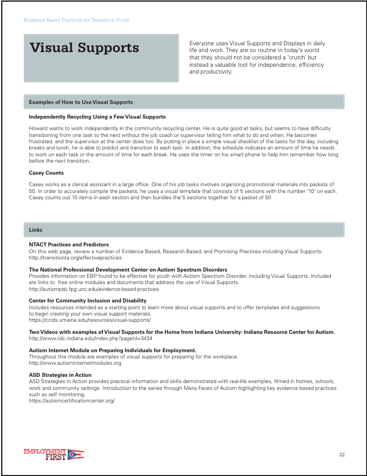 Evidence Based Practices for Transition Youth
Visual Supports
Everyone uses Visual Supports and Displays in daily
life and work. They are so routine in today's world
that they should not be considered a 'crutch' but
instead a valuable tool for independence, efficiency
and productivity.
Examples of How to Use Visual Supports
Independently Recycling Using a Few Visual Supports
Howard wants to work independently in the community recycling center. He is quite good at tasks, but seems to have difficulty
transitioning from one task to the next without the job coach or supervisor telling him what to do and when. He becomes
frustrated, and the supervisor at the center does too. By putting in place a simple visual checklist of the tasks for the day, including
breaks and lunch, he is able to predict and transition to each task. In addition, the schedule indicates an amount of time he needs
to work on each task or the amount of time for each break. He uses the timer on his smart phone to help him remember how long
before the next transition.
Casey Counts
Casey works as a clerical assistant in a large office. One of his job tasks involves organizing promotional materials into packets of
50. In order to accurately compile the packets, he uses a visual template that consists of 5 sections with the number '10' on each.
Casey counts out 10 items in each section and then bundles the 5 sections together for a packet of 50
Links
NTACT Practices and Predictors
On this web page, review a number of Evidence Based, Research Based, and Promising Practices including Visual Supports.
http://transitionta.org/effectivepractices
The National Professional Development Center on Autism Spectrum Disorders
Provides information on EBP found to be effective for youth with Autism Spectrum Disorder, including Visual Supports. Included
are links to free online modules and documents that address the use of Visual Supports.
http://autismpdc.fpg.unc.edu/evidence-based-practices
Center for Community Inclusion and Disability
Includes resources intended as a starting point to learn more about visual supports and to offer templates and suggestions
to begin creating your own visual support materials.
https://ccids.umaine.edu/resources/visual-supports/
Two Videos with examples of Visual Supports for the Home from Indiana University: Indiana Resource Center for Autism.
http://www.iidc.indiana.edu/index.php?pageId=3434
Autism Internet Module on Preparing Individuals for Employment.
Throughout this module are examples of visual supports for preparing for the workplace.
http://www.autisminternetmodules.org
ASD Strategies in Action
ASD Strategies in Action provides practical information and skills demonstrated with real-life examples, filmed in homes, schools,
work and community settings. Introduction to the series through Many Faces of Autism highlighting key evidence based practices
such as self monitoring.
https://autismcertificationcenter.org/
EMPLOYMENT
FIRST
22